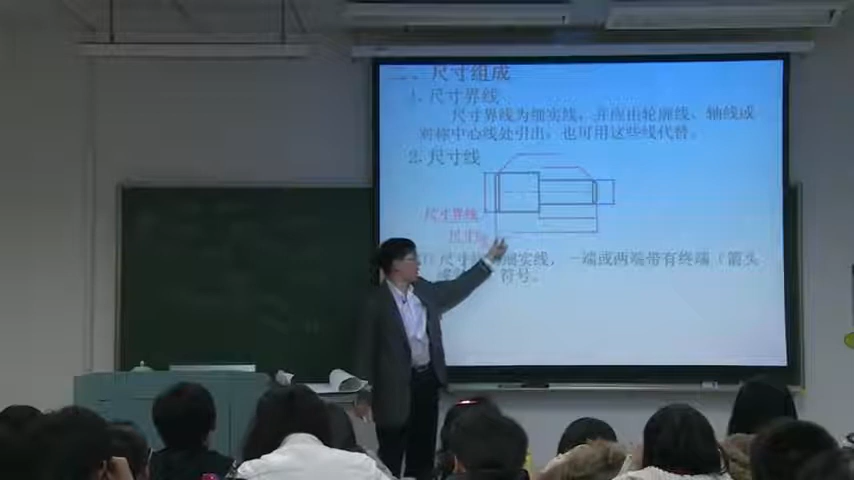 尺寸组成
1. 尺寸界线
尺寸界线为细实线，并应由轮廓线、轴线或
对称中心线处引出，也可用这些线代替。
2. 尺寸线
尺寸界线
尺寸
尺寸 细实线，一端或两端带有终端（箭头
符号。